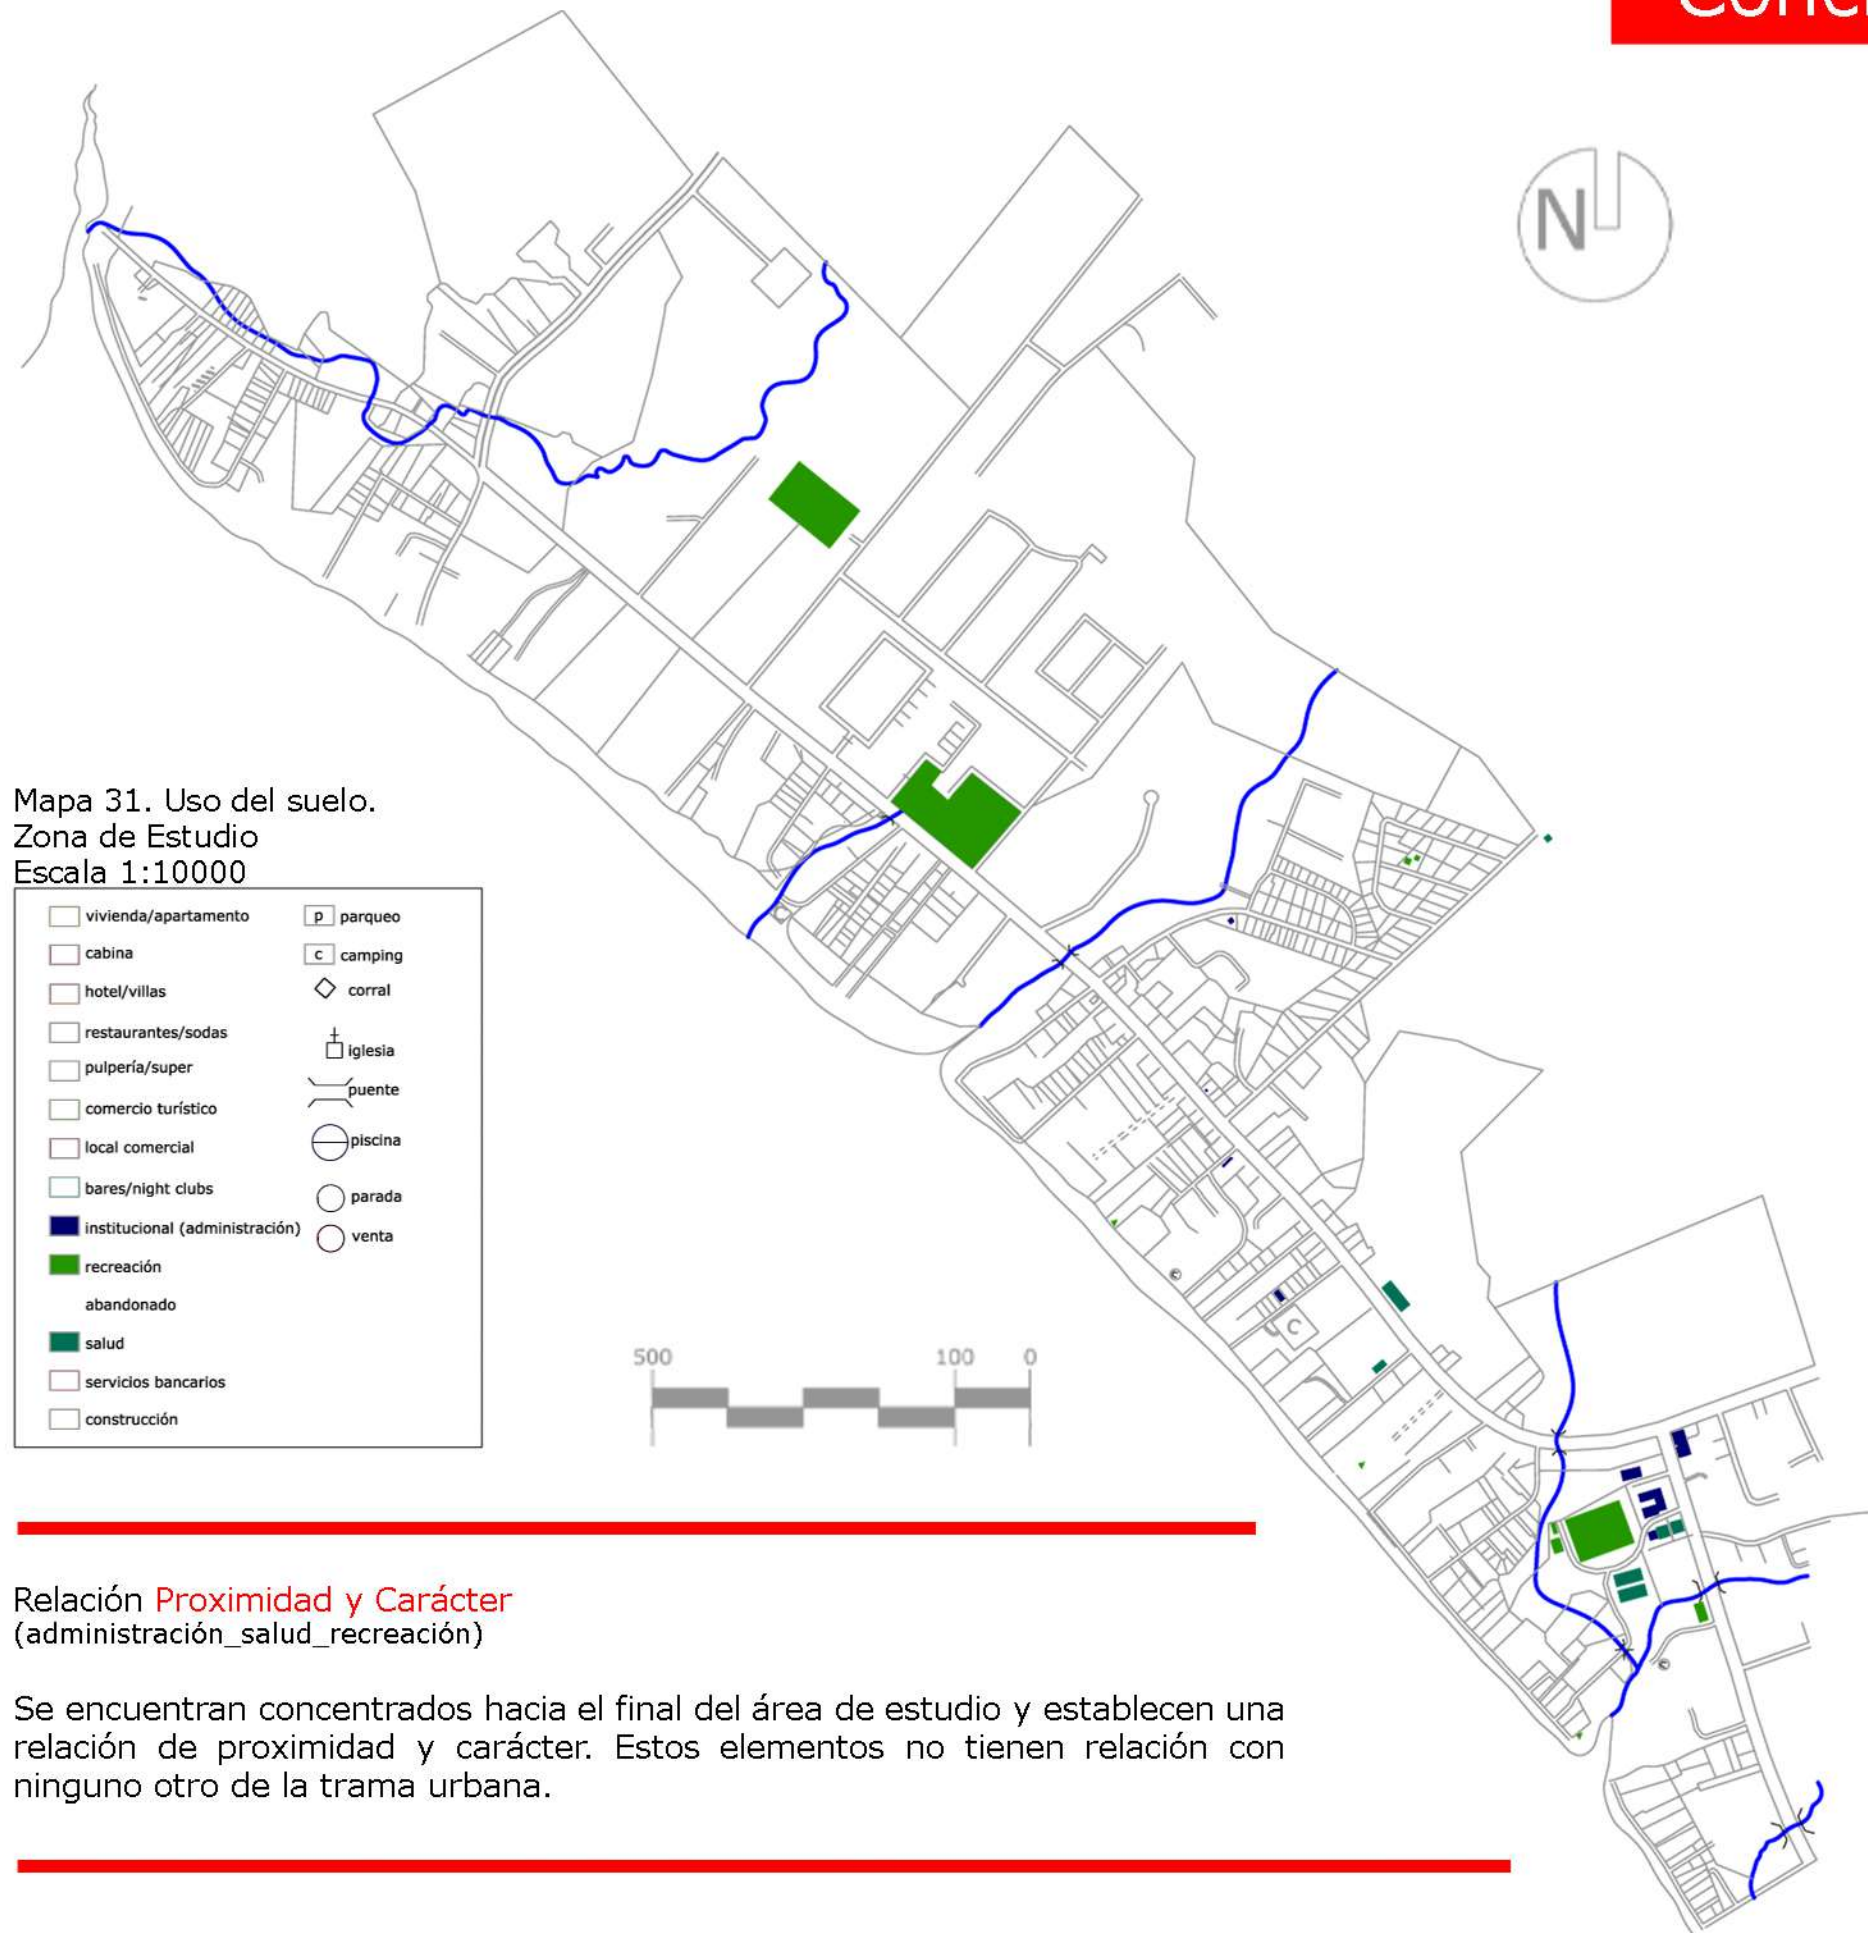 N
Mapa 31. Uso del suelo.
Zona de Estudio
Escala 1:10000
vivienda/apartamento
cabina
hotel/villas
restaurantes/sodas
pulpería/super
comercio turístico
local comercial
bares/night clubs
institucional (administración)
recreación
abandonado
salud
servicios bancarios
construcción
p parqueo
c camping
corral
iglesia
puente
piscina
parada
venta
C
500 100 0
Relación Proximidad y Carácter
(administración_salud_recreación)
Se encuentran concentrados hacia el final del área de estudio y establecen una
relación de proximidad y carácter. Estos elementos no tienen relación con
ninguno otro de la trama urbana.